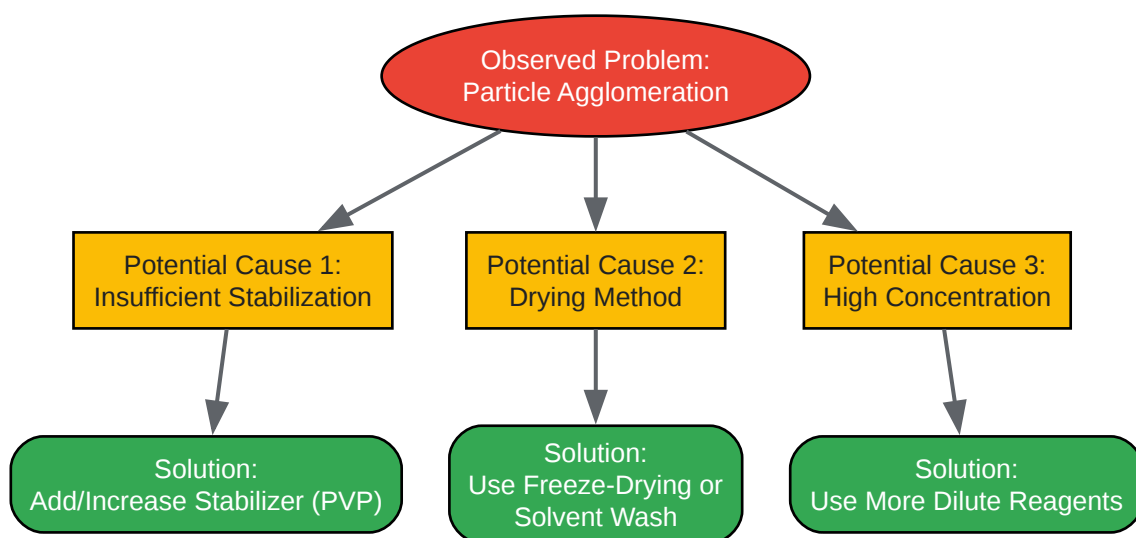 Observed Problem:
Particle Agglomeration
Potential Cause 1:
Insufficient Stabilization
Potential Cause 2:
Drying Method
Potential Cause 3:
High Concentration
Solution:
Add/Increase Stabilizer (PVP)
Solution:
Use Freeze-Drying or
Solvent Wash
Solution:
Use More Dilute Reagents